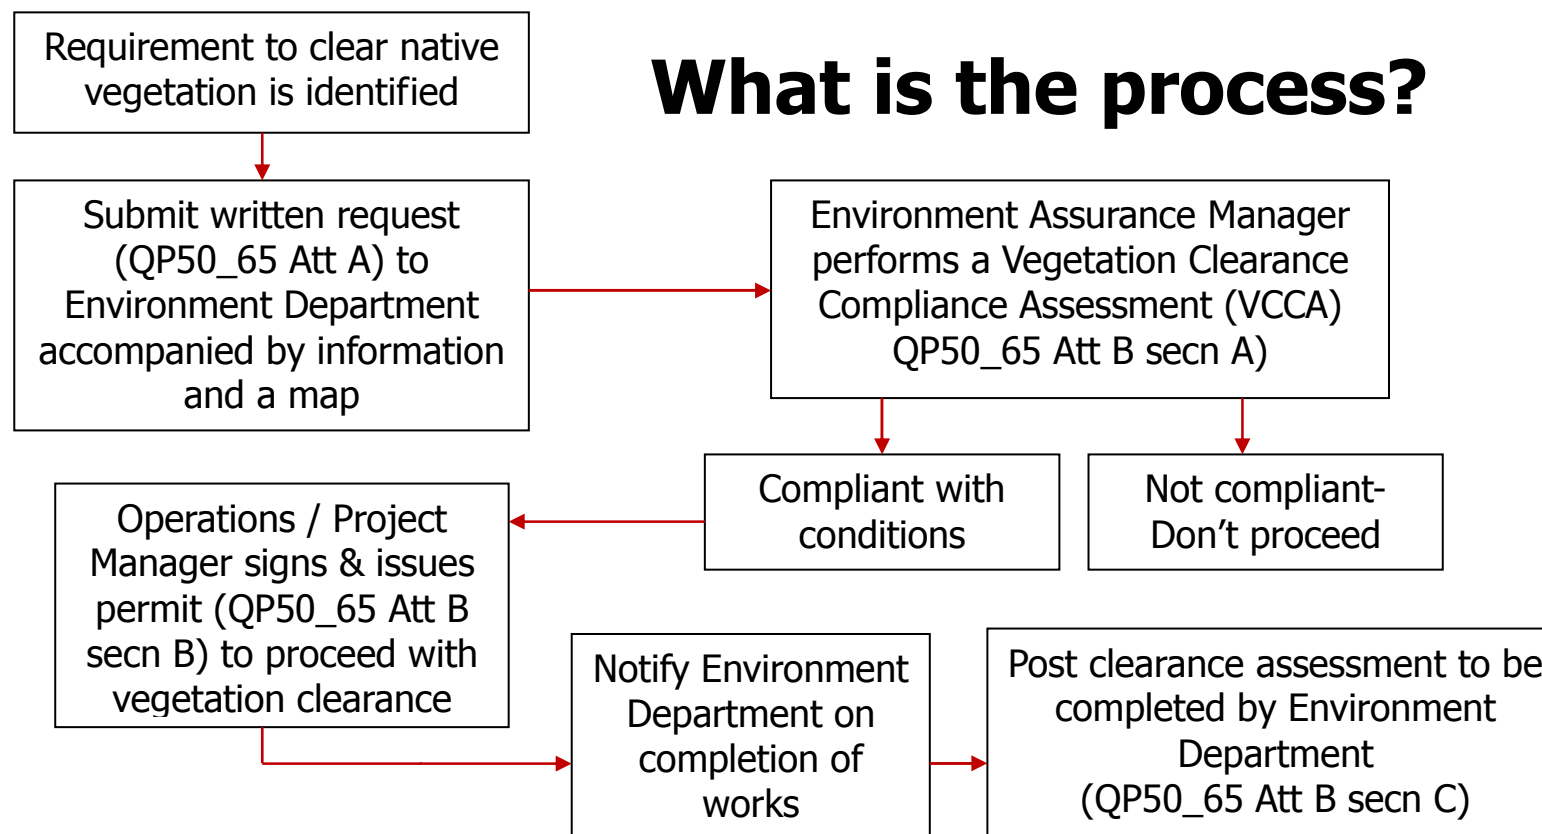 Requirement to clear native
vegetation is identified
What is the process?
Submit written request
(QP50_65 Att A) to
Environment Department
accompanied by information
and a map
Environment Assurance Manager
performs a Vegetation Clearance
Compliance Assessment (VCCA)
QP50_65 Att B secn A)
Compliant with
conditions
Not compliant-
Don’t proceed
Operations / Project
Manager signs & issues
permit (QP50_65 Att B
secn B) to proceed with
vegetation clearance
Notify Environment
Department on
completion of
works
Post clearance assessment to be
completed by Environment
Department
(QP50_65 Att B secn C)